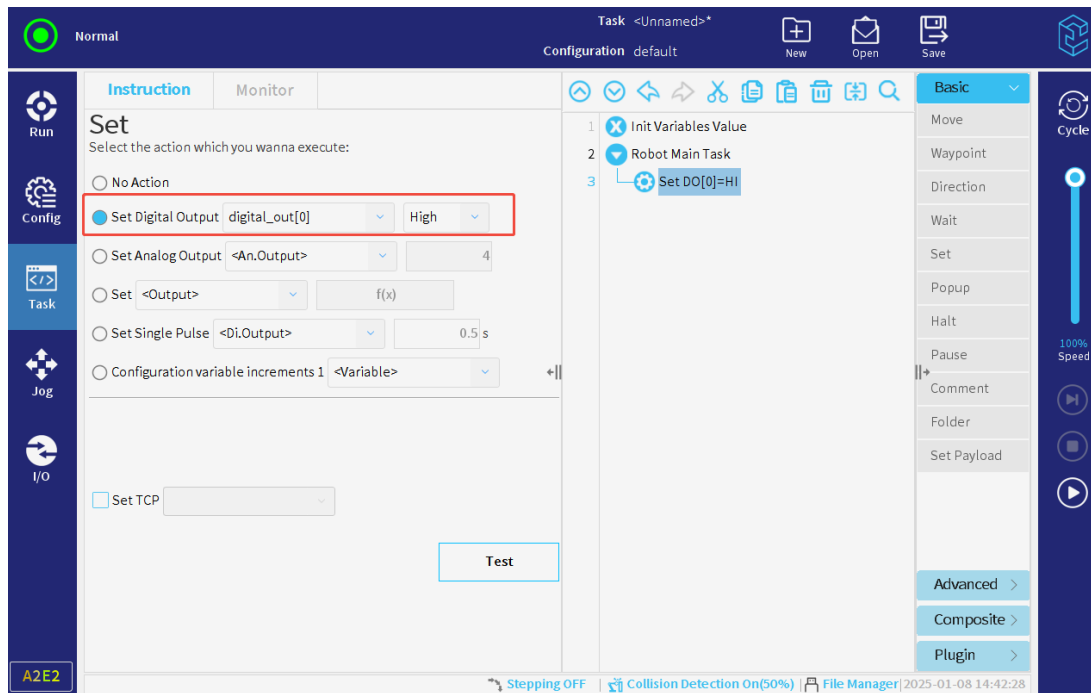 Normal
Task <Unnamed>*
Configuration default
New
Open
Save
Run
Config
Task
Jog
I/O
A2E2
Instruction
Monitor
Set
Select the action which you wanna execute:
No Action
Set Digital Output digital_out[0] High
Set Analog Output <An.Output> 4
Set <Output> f(x)
Set Single Pulse <Di.Output> 0.5 s
Configuration variable increments 1 <Variable>
Set TCP
Test
1 Init Variables Value
2 Robot Main Task
3 Set DO[0]=HI
Basic
Move
Waypoint
Direction
Wait
Set
Popup
Halt
Pause
Comment
Folder
Set Payload
Advanced >
Composite >
Plugin >
Cycle
100%
Speed
Stepping OFF | Collision Detection On(50%) | File Manager|2025-01-08 14:42:28